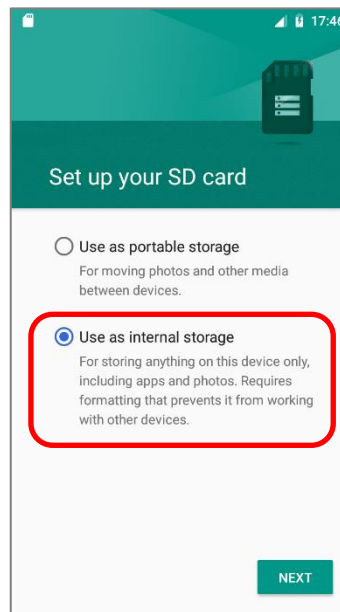 17:46
Set up your SD card
Use as portable storage
For moving photos and other media
between devices.
Use as internal storage
For storing anything on this device only,
including apps and photos. Requires
formatting that prevents it from working
with other devices.
NEXT